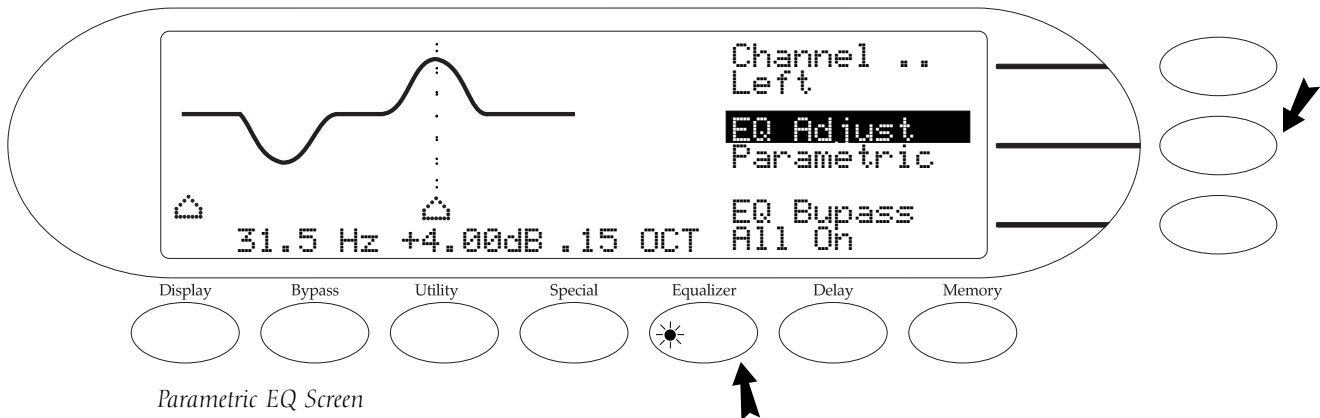 Channel ..
Left
EQ Adjust
Parametric
EQ Bypass
All On
31.5 Hz +4.00dB .15 OCT
Display Bypass Utility Special Equalizer Delay Memory
Parametric EQ Screen